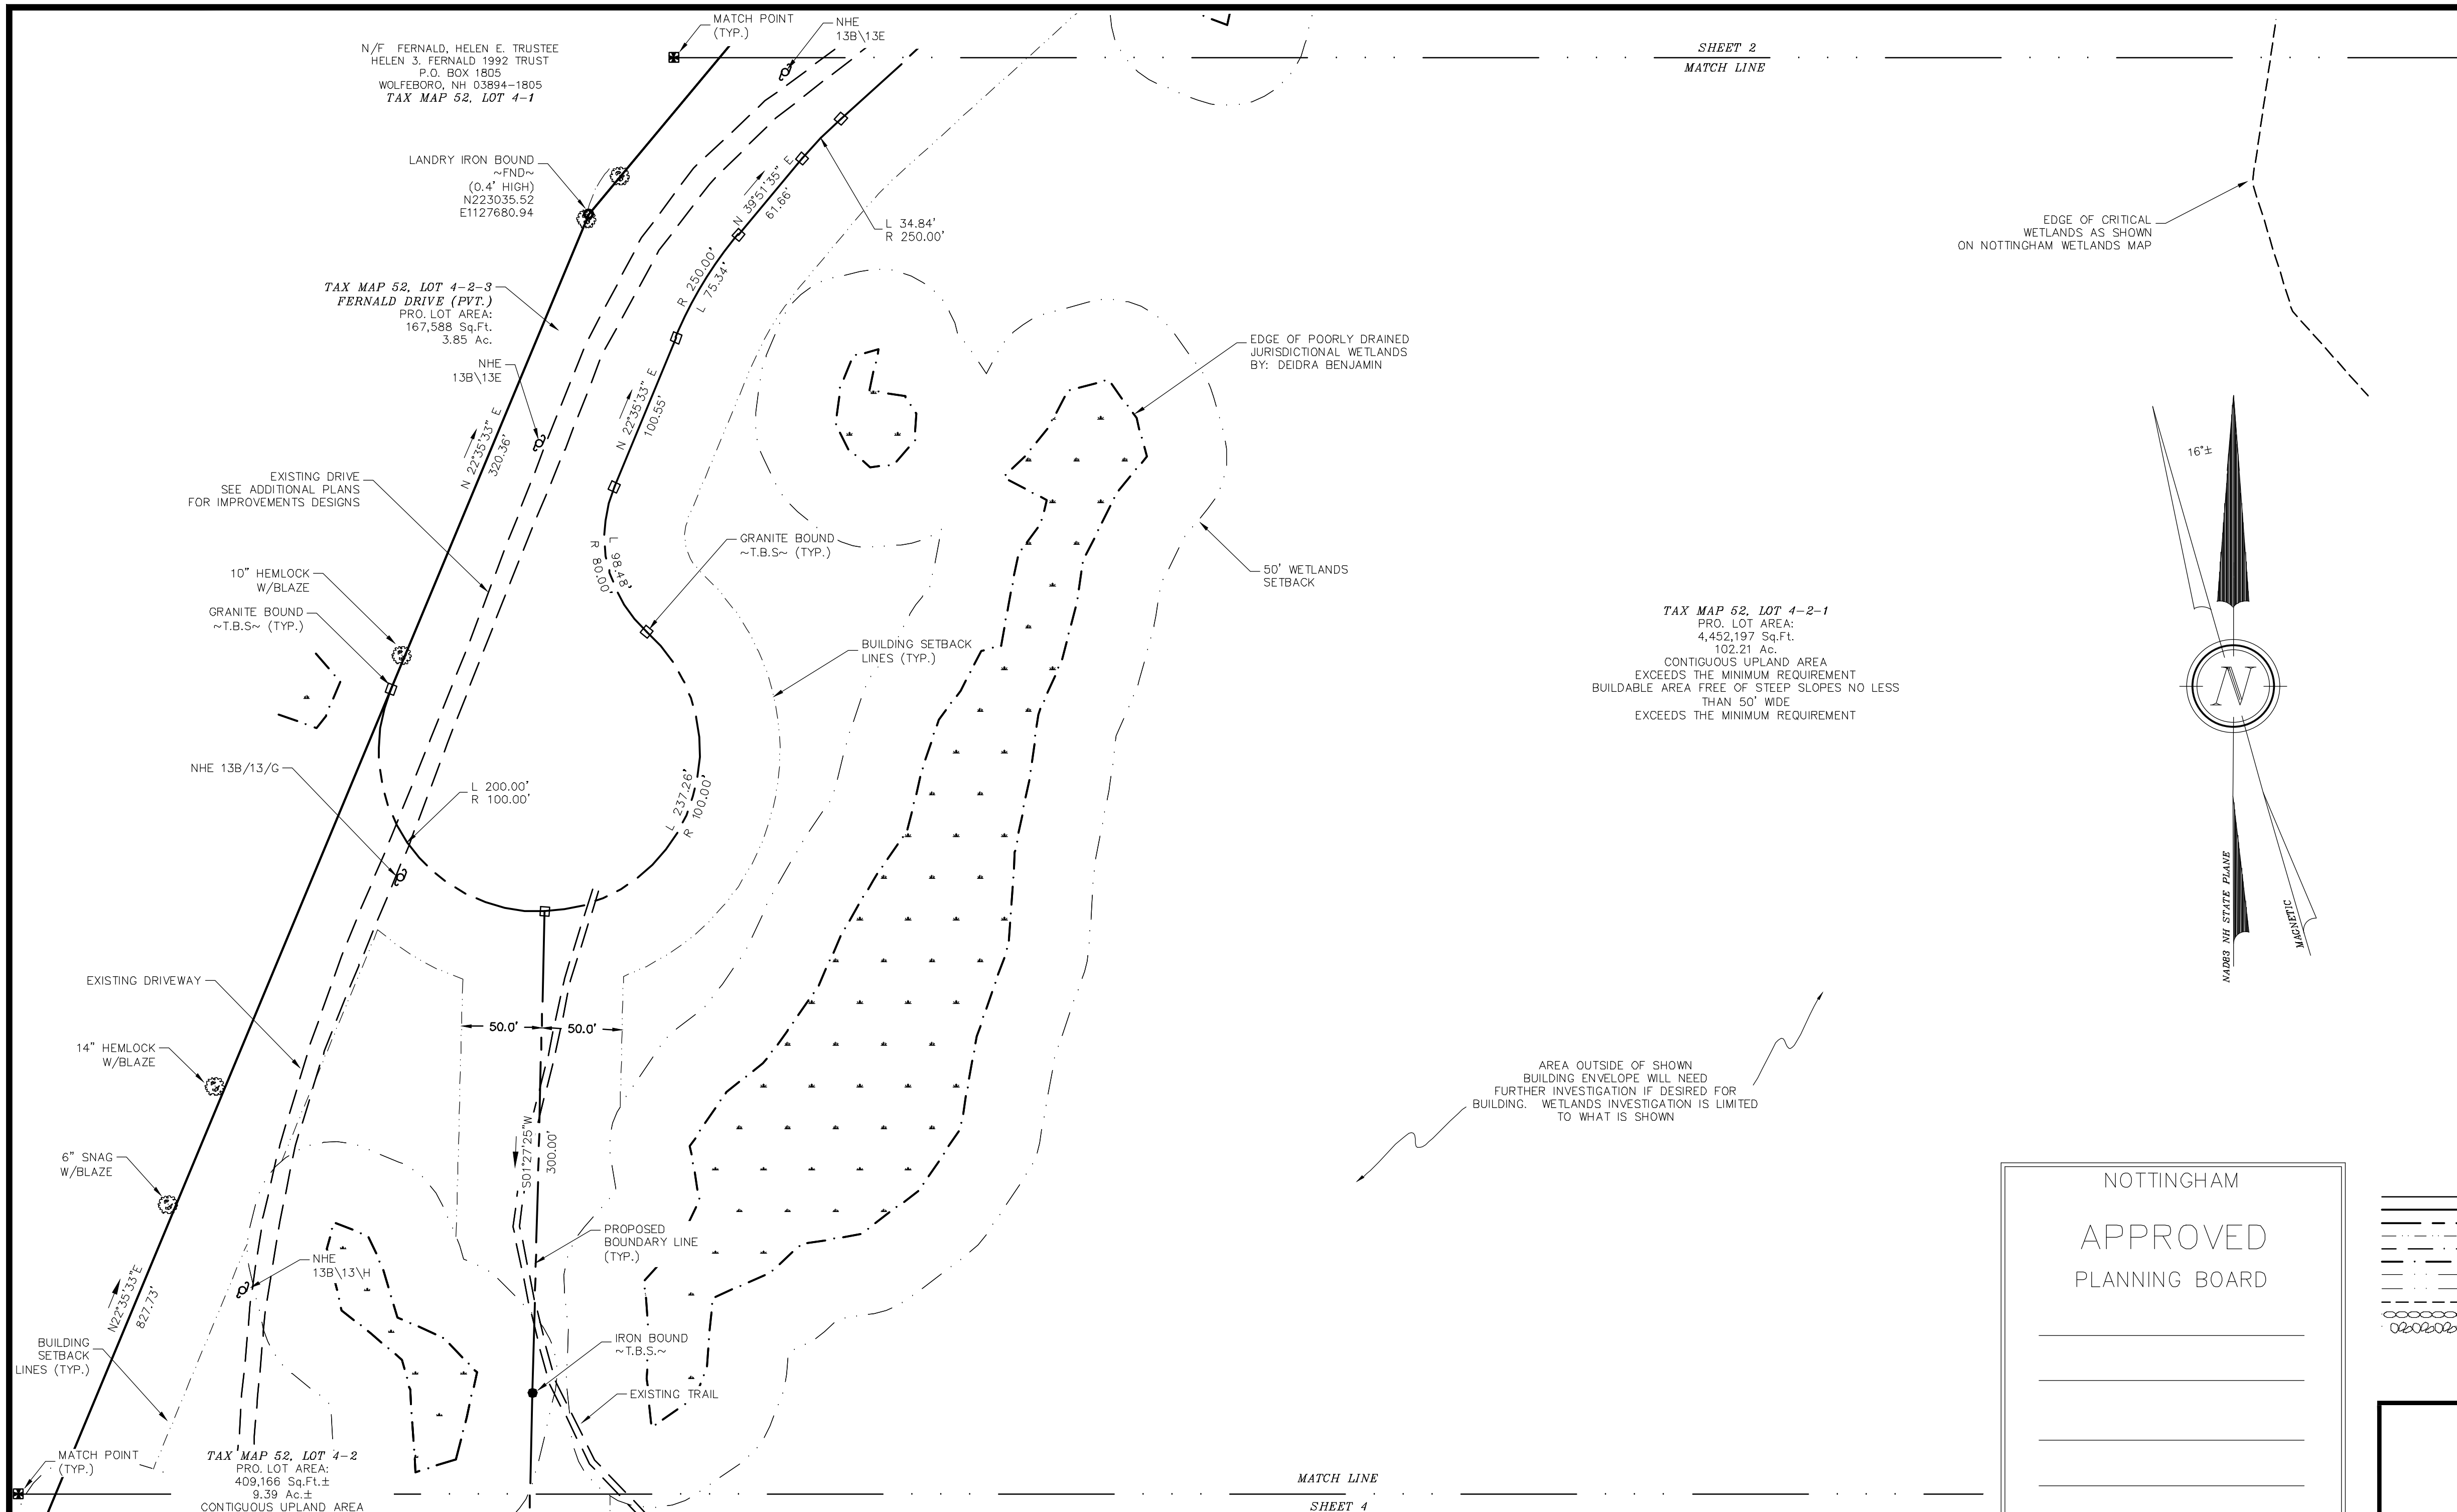 MATCH POINT
(TYP.)
NHE
13B\13E
SHEET 2
MATCH LINE
N/F FERNALD, HELEN E. TRUSTEE
HELEN 3. FERNALD 1992 TRUST
P.O. BOX 1805
WOLFEBORO, NH 03894-1805
TAX MAP 52, LOT 4-1
LANDRY IRON BOUND
~FND~
(0.4' HIGH)
N223035.52
E1127680.94
N 39°51'35" E
61.66'
L 34.84'
R 250.00'
EDGE OF CRITICAL
WETLANDS AS SHOWN
ON NOTTINGHAM WETLANDS MAP
TAX MAP 52, LOT 4-2-3
FERNALD DRIVE (PVT.)
PRO. LOT AREA:
167,588 Sq.Ft.
3.85 Ac.
R 250.00'
L 75.34'
NHE
13B\13E
EDGE OF POORLY DRAINED
JURISDICTIONAL WETLANDS
BY: DEIDRA BENJAMIN
N 22°35'33" E
100.55'
N 22°35'33" E
320.36'
16°±
EXISTING DRIVE
SEE ADDITIONAL PLANS
FOR IMPROVEMENTS DESIGNS
GRANITE BOUND
~T.B.S~ (TYP.)
L 98.48'
R 80.00'
50' WETLANDS
SETBACK
10" HEMLOCK
W/BLAZE
GRANITE BOUND
~T.B.S~ (TYP.)
BUILDING SETBACK
LINES (TYP.)
TAX MAP 52, LOT 4-2-1
PRO. LOT AREA:
4,452,197 Sq.Ft.
102.21 Ac.
CONTIGUOUS UPLAND AREA
EXCEEDS THE MINIMUM REQUIREMENT
BUILDABLE AREA FREE OF STEEP SLOPES NO LESS
THAN 50' WIDE
EXCEEDS THE MINIMUM REQUIREMENT
N
NHE 13B/13/G
L 200.00'
R 100.00'
L 237.26'
R 100.00'
NAD83 NH STATE PLANE
MAGNETIC
EXISTING DRIVEWAY
50.0'
50.0'
14" HEMLOCK
W/BLAZE
AREA OUTSIDE OF SHOWN
BUILDING ENVELOPE WILL NEED
FURTHER INVESTIGATION IF DESIRED FOR
BUILDING. WETLANDS INVESTIGATION IS LIMITED
TO WHAT IS SHOWN
S01°27'25"W
300.00'
6" SNAG
W/BLAZE
NOTTINGHAM
APPROVED
PLANNING BOARD
PROPOSED
BOUNDARY LINE
(TYP.)
NHE
13B\13\H
N22°35'33"E
827.73'
BUILDING
SETBACK
LINES (TYP.)
IRON BOUND
~T.B.S.~
EXISTING TRAIL
MATCH POINT
(TYP.)
TAX MAP 52, LOT 4-2
PRO. LOT AREA:
409,166 Sq.Ft.±
9.39 Ac.±
CONTIGUOUS UPLAND AREA
MATCH LINE
SHEET 4